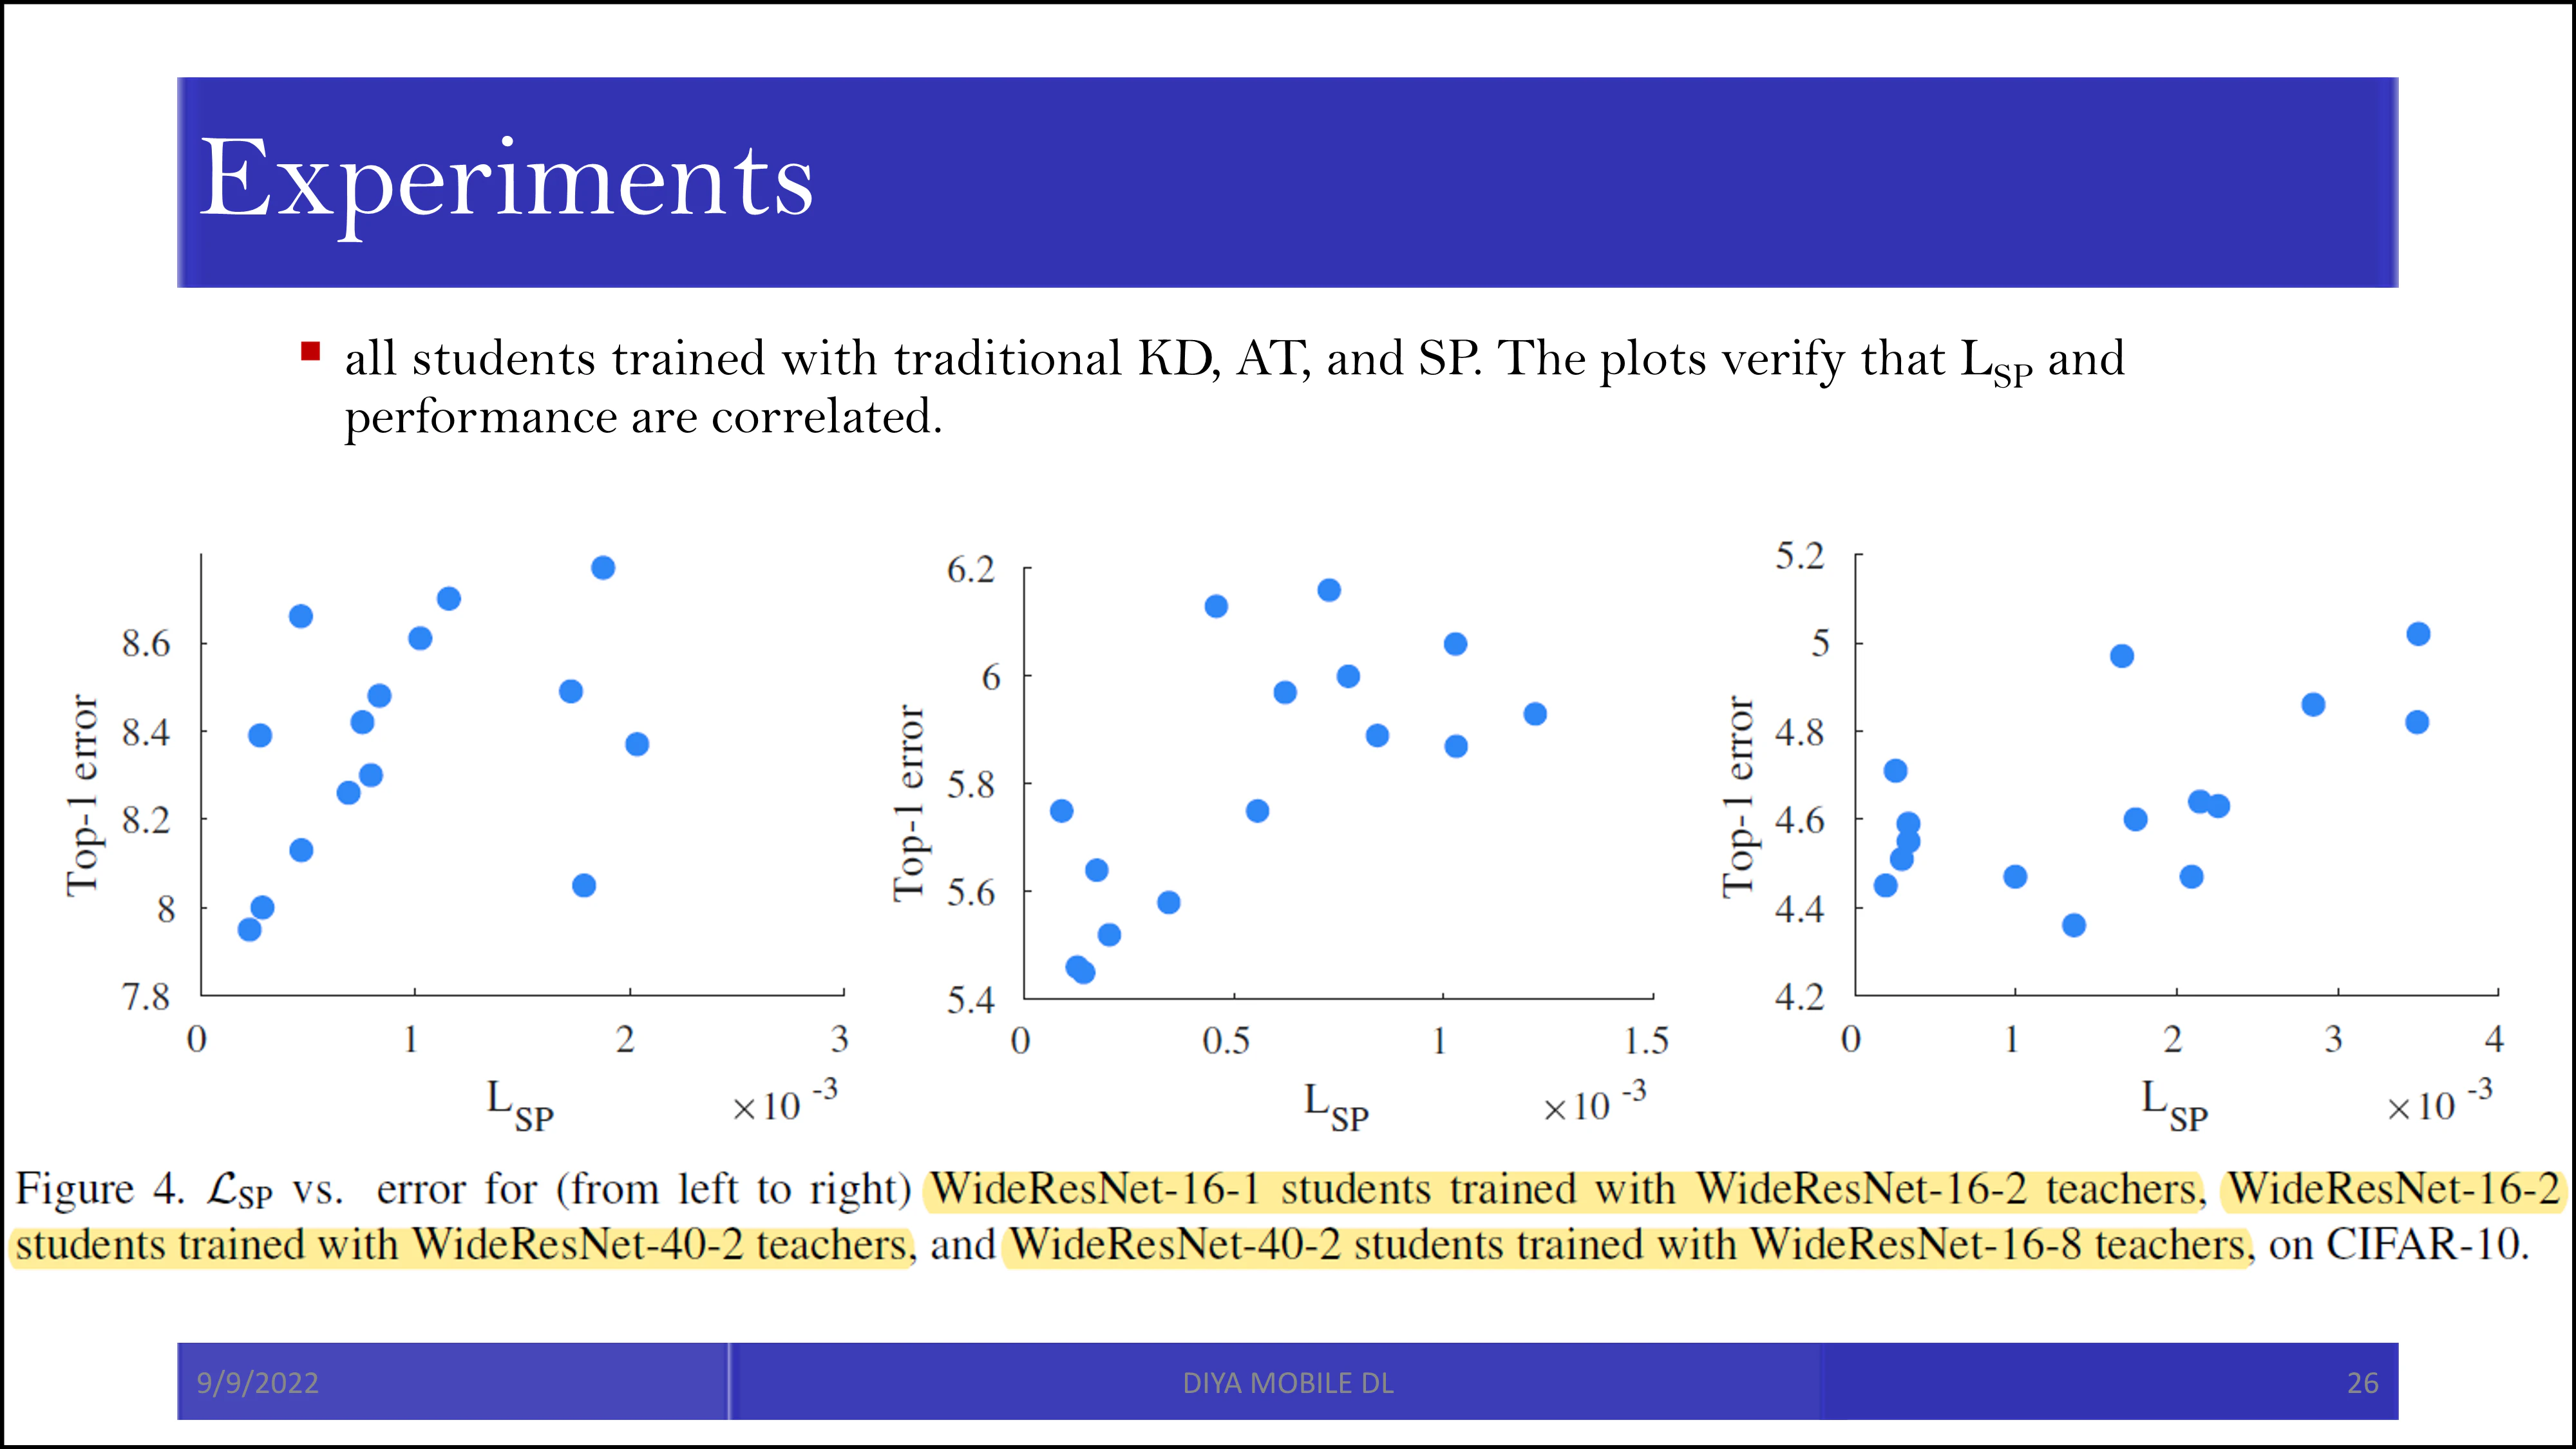 Experiments
all students trained with traditional KD, AT, and SP. The plots verify that LSP and
performance are correlated.
Top-1 error
8.6
8.4
8.2
8
7.8
0 1 2 3
LSP ×10 -3
Top-1 error
6.2
6
5.8
5.6
5.4
0 0.5 1 1.5
LSP ×10 -3
Top-1 error
5.2
5
4.8
4.6
4.4
4.2
0 1 2 3 4
LSP ×10 -3
Figure 4. ℒSP vs. error for (from left to right) WideResNet-16-1 students trained with WideResNet-16-2 teachers, WideResNet-16-2
students trained with WideResNet-40-2 teachers, and WideResNet-40-2 students trained with WideResNet-16-8 teachers, on CIFAR-10.
9/9/2022 DIYA MOBILE DL 26